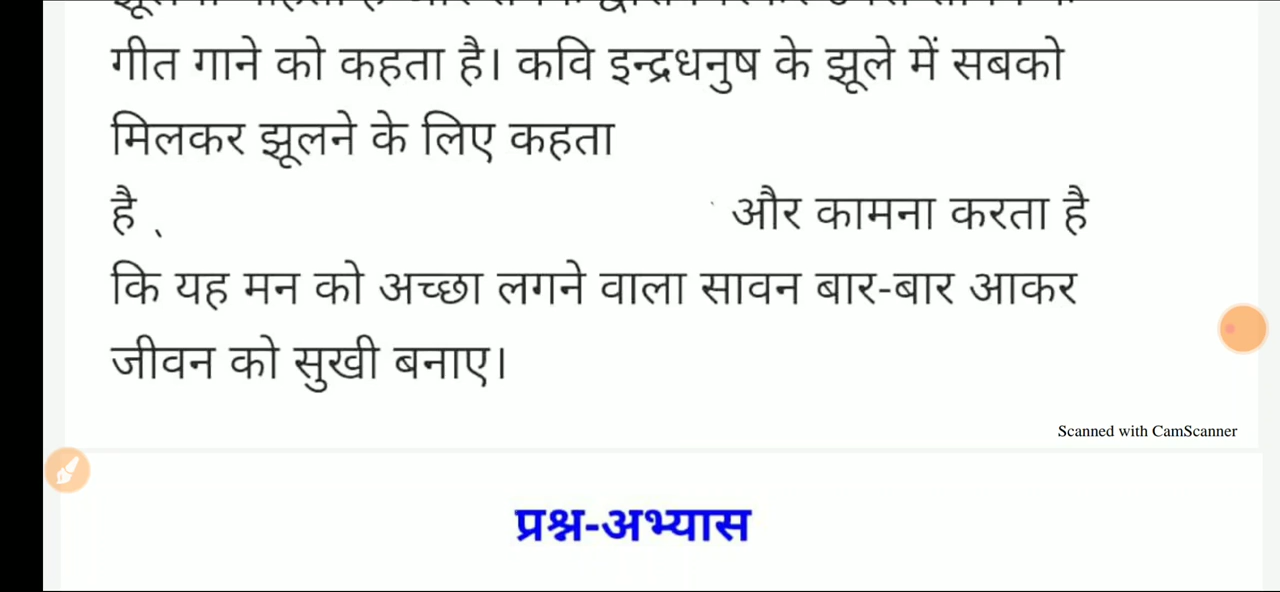 गीत गाने को कहता है। कवि इन्द्रधनुष के झूले में सबको
मिलकर झूलने के लिए कहता
है और कामना करता है
कि यह मन को अच्छा लगने वाला सावन बार-बार आकर
जीवन को सुखी बनाए।
Scanned with CamScanner
प्रश्न-अभ्यास